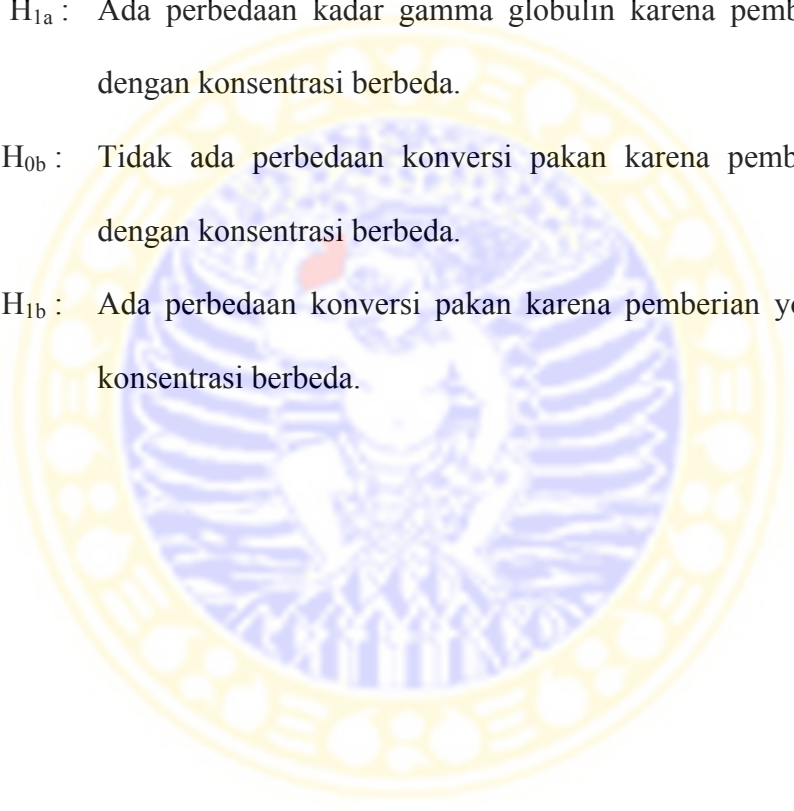 H1a : Ada perbedaan kadar gamma globulin karena pemb
dengan konsentrasi berbeda.
H0b : Tidak ada perbedaan konversi pakan karena pemb
dengan konsentrasi berbeda.
H1b : Ada perbedaan konversi pakan karena pemberian yo
konsentrasi berbeda.